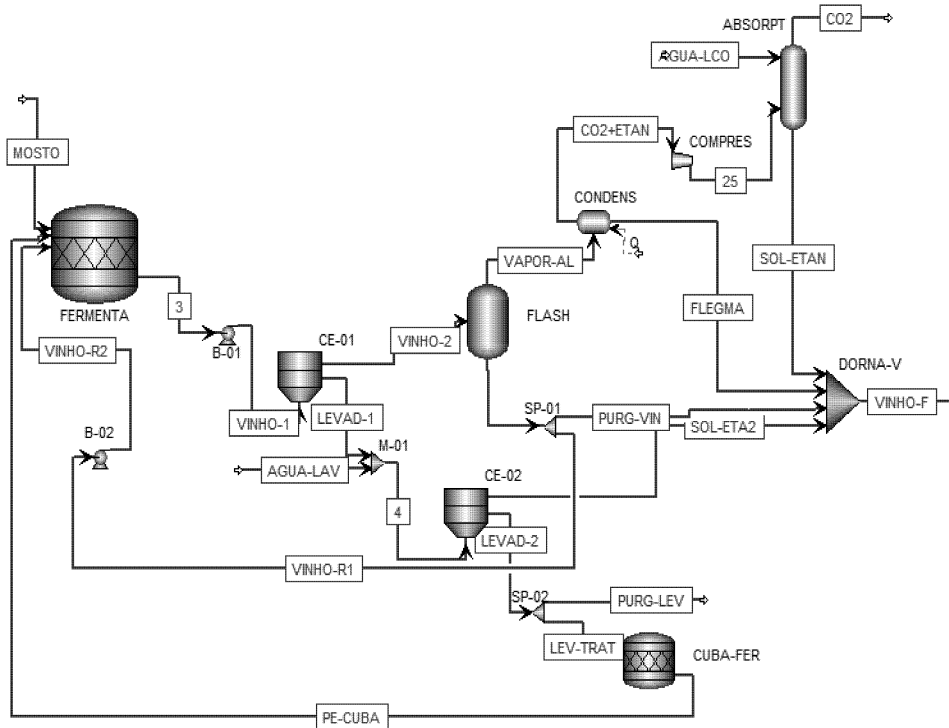 ABSORPT
CO2
AGUA-LCO
CO2+ETAN
COMPRES
MOSTO
25
CONDENS
Q
VAPOR-AL
SOL-ETAN
FLASH
FLEGMA
3
FERMENTA
CE-01
VINHO-2
VINHO-R2
B-01
DORNA-V
VINHO-F
SP-01
PURG-VIN
VINHO-1
LEVAD-1
SOL-ETA2
B-02
M-01
AGUA-LAV
CE-02
4
LEVAD-2
VINHO-R1
SP-02
PURG-LEV
LEV-TRAT
CUBA-FER
PE-CUBA